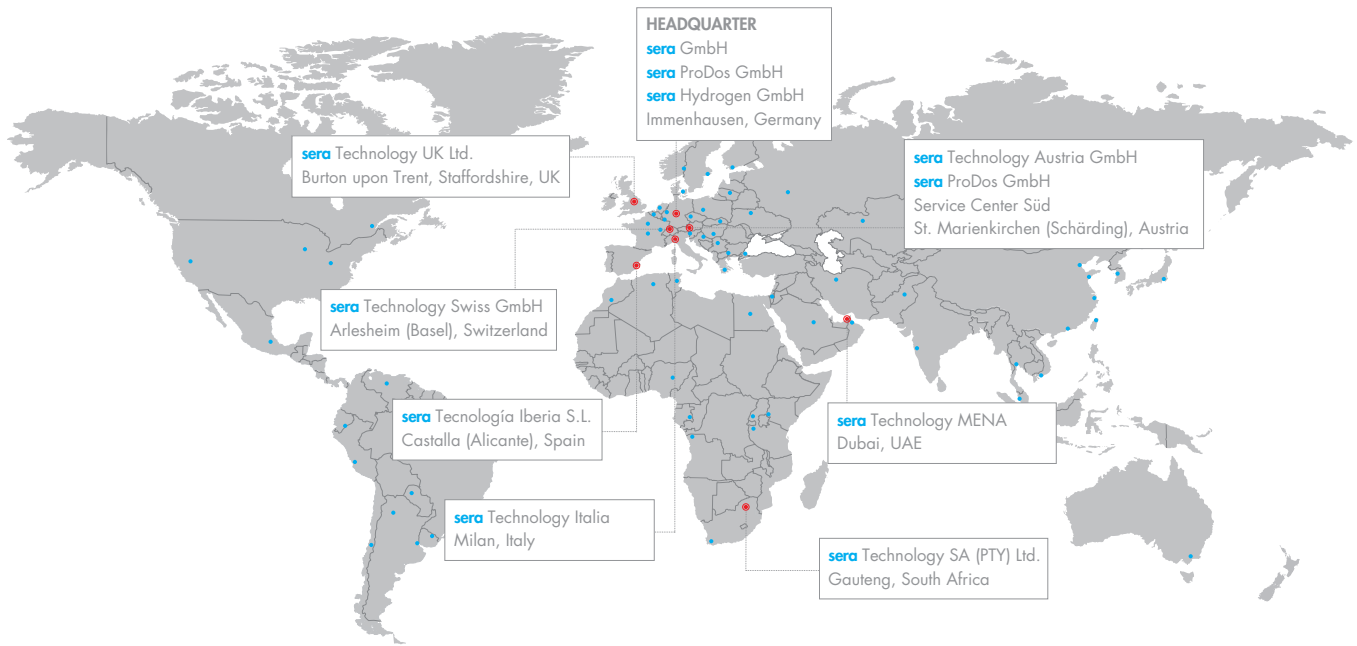 HEADQUARTER
sera GmbH
sera ProDos GmbH
sera Hydrogen GmbH
Immenhausen, Germany
sera Technology UK Ltd.
Burton upon Trent, Staffordshire, UK
sera Technology Austria GmbH
sera ProDos GmbH
Service Center Süd
St. Marienkirchen (Schärding), Austria
sera Technology Swiss GmbH
Arlesheim (Basel), Switzerland
sera Tecnología Iberia S.L.
Castalla (Alicante), Spain
sera Technology MENA
Dubai, UAE
sera Technology Italia
Milan, Italy
sera Technology SA (PTY) Ltd.
Gauteng, South Africa